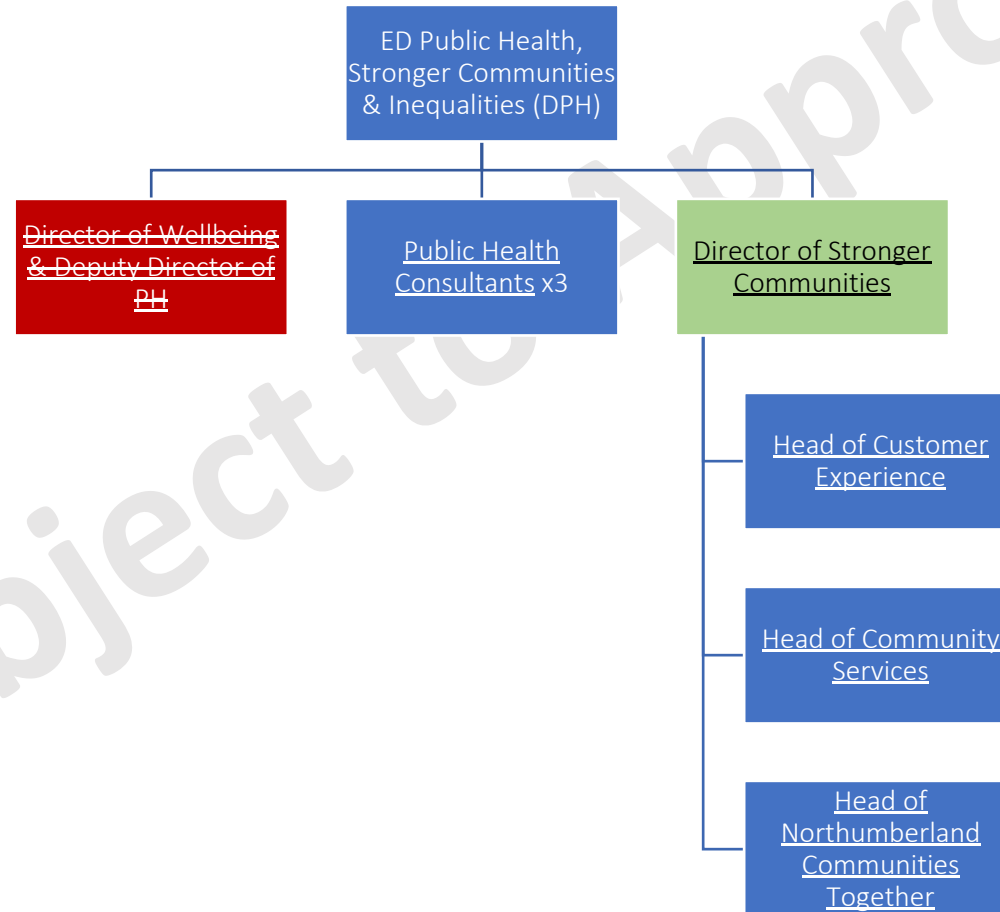 ED Public Health,
Stronger Communities
& Inequalities (DPH)
Director of Wellbeing
& Deputy Director of
PH
Public Health
Consultants x3
Director of Stronger
Communities
Head of Customer
Experience
Head of Community
Services
Head of
Northumberland
Communities
Together